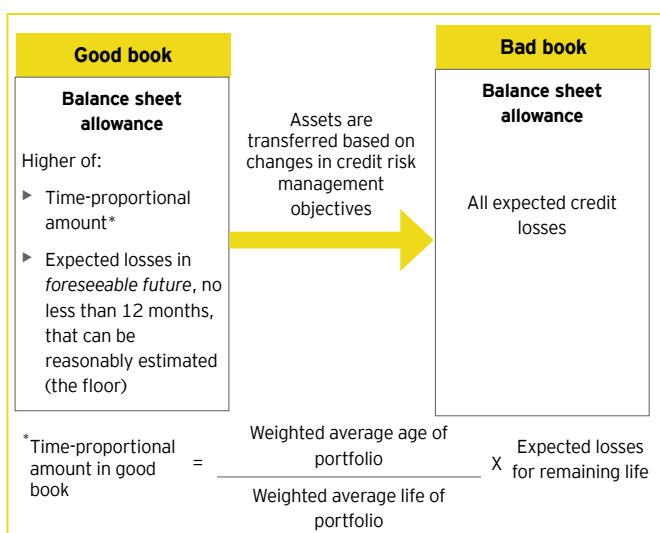 Good book
Balance sheet
allowance
Higher of:
▶ Time-proportional
amount*
▶ Expected losses in
foreseeable future, no
less than 12 months,
that can be
reasonably estimated
(the floor)
Assets are
transferred based on
changes in credit risk
management
objectives
Bad book
Balance sheet
allowance
All expected credit
losses
*Time-proportional
amount in good
book
=
Weighted average age of
portfolio
Weighted average life of
portfolio
X
Expected losses
for remaining life